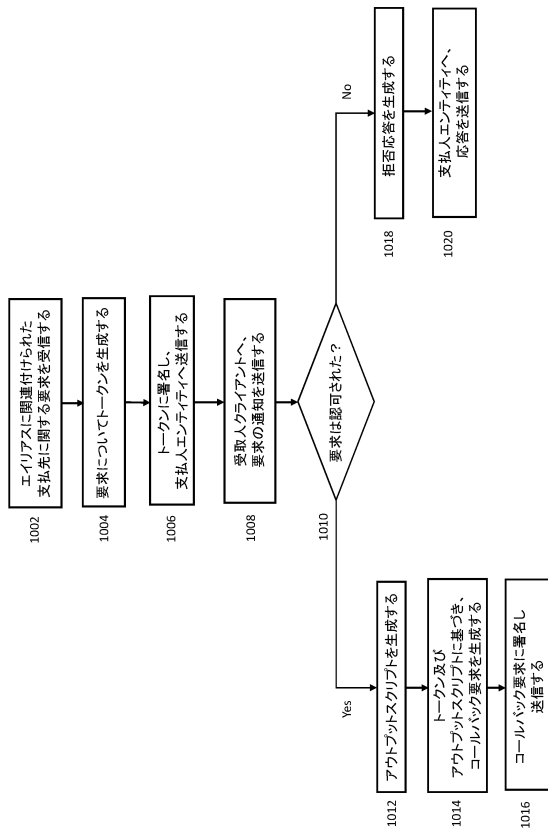 エイリアスに関連付けられた
支払先に関する要求を受信する
1002
要求についてトークンを生成する
1004
トークンに署名し、
支払人エンティティへ送信する
1006
受取人クライアントへ、
要求の通知を送信する
1008
要求は認可された?
1010
Yes
No
アウトプットスクリプトを生成する
1012
トークン及び
アウトプットスクリプトに基づき、
コールバック要求を生成する
1014
コールバック要求に署名し
送信する
1016
拒否応答を生成する
1018
支払人エンティティへ、
応答を送信する
1020